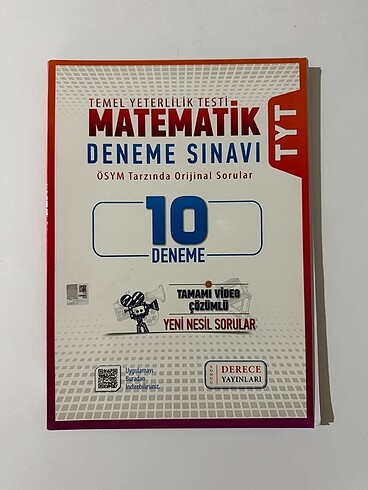 TEMEL YETERLİLİK TESTİ
MATEMATİK
DENEME SINAVI
ÖSYM Tarzında Orijinal Sorular
TYT
10
DENEME
TAMAMI VİDEO
ÇÖZÜMLÜ
YENİ NESİL SORULAR
Uygulamayı
Buradan
İndirebilirsiniz.
DERECE
YAYINLARI